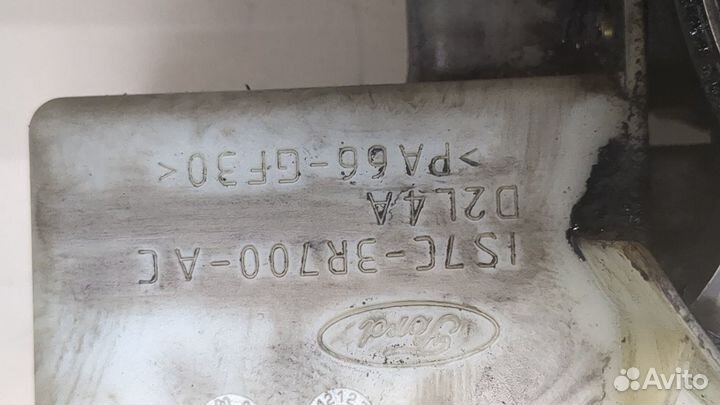 Ford
1S7C-3R700-AC
D2L4A
>PA66-GF30<
Avito